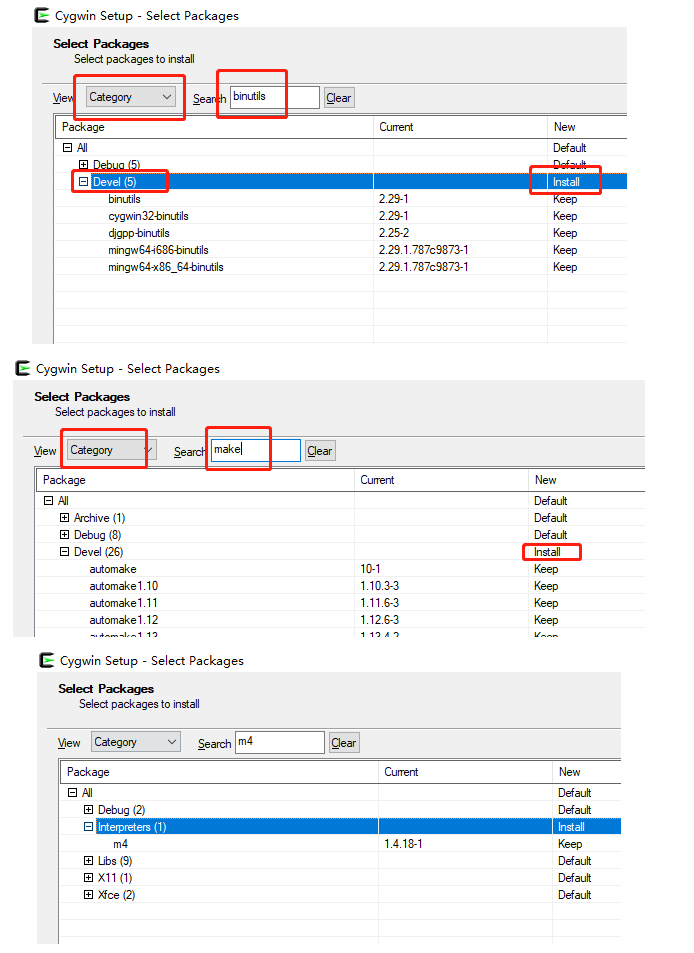 Cygwin Setup - Select Packages
Select Packages
Select packages to install
View Category Search binutils Clear
Package Current New
All Default
Debug (5) Default
Devel (5) Install
binutils 2.29-1 Keep
cygwin32-binutils 2.29-1 Keep
djgpp-binutils 2.25-2 Keep
mingw64-i686-binutils 2.29.1.787c9873-1 Keep
mingw64-x86_64-binutils 2.29.1.787c9873-1 Keep
Cygwin Setup - Select Packages
Select Packages
Select packages to install
View Category Search make Clear
Package Current New
All Default
Archive (1) Default
Debug (8) Default
Devel (26) Install
automake 10-1 Keep
automake1.10 1.10.3-3 Keep
automake1.11 1.11.6-3 Keep
automake1.12 1.12.6-3 Keep
automake1.13 1.13.4-2 Keep
Cygwin Setup - Select Packages
Select Packages
Select packages to install
View Category Search m4 Clear
Package Current New
All Default
Debug (2) Default
Interpreters (1) Install
m4 1.4.18-1 Keep
Libs (9) Default
X11 (1) Default
Xfce (2) Default